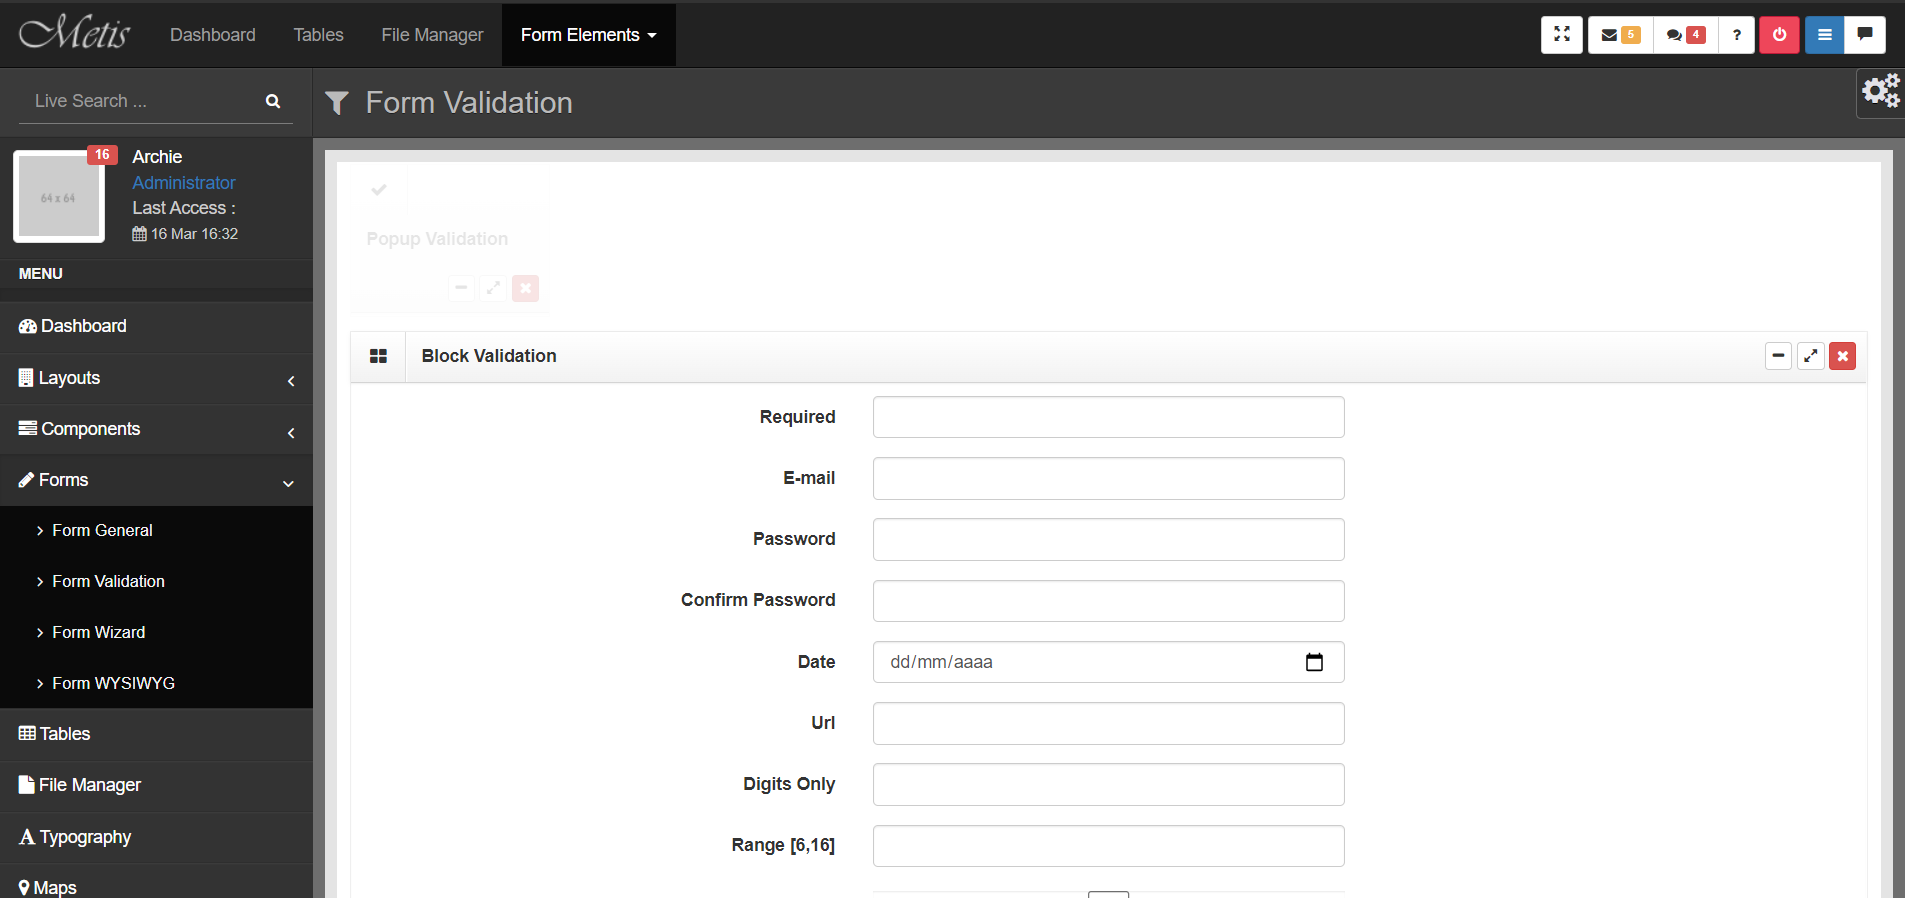 Metis
Dashboard
Tables
File Manager
Form Elements
5
4
?
Live Search ...
Form Validation
16
64 x 64
Archie
Administrator
Last Access :
16 Mar 16:32
MENU
Dashboard
Layouts
Components
Forms
Form General
Form Validation
Form Wizard
Form WYSIWYG
Tables
File Manager
Typography
Maps
Popup Validation
Block Validation
Required
E-mail
Password
Confirm Password
Date
dd/mm/aaaa
Url
Digits Only
Range [6,16]